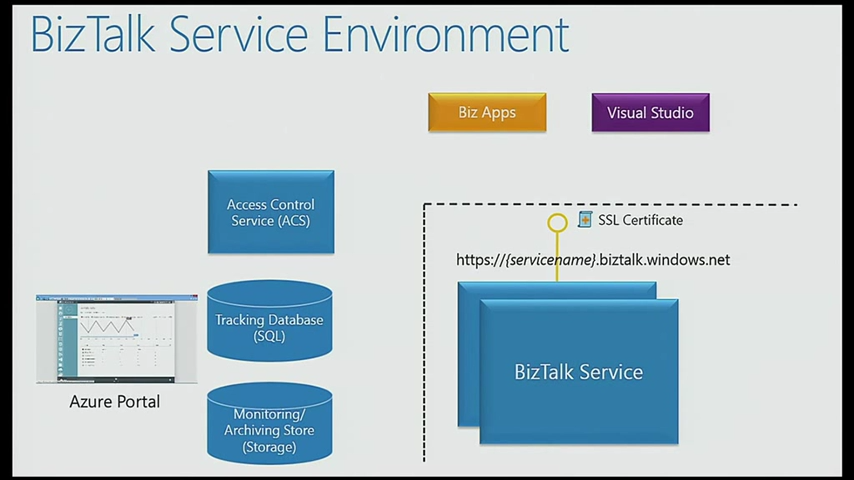 BizTalk Service Environment
Biz Apps
Visual Studio
Access Control
Service (ACS)
SSL Certificate
https://{servicename}.biztalk.windows.net
Tracking Database
(SQL)
BizTalk Service
Azure Portal
Monitoring/
Archiving Store
(Storage)